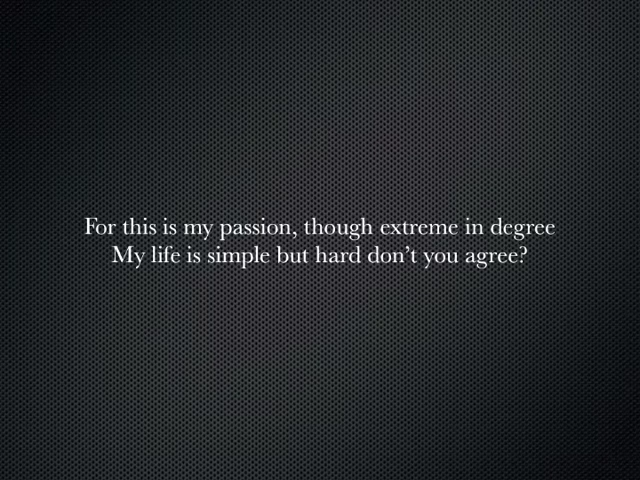 For this is my passion, though extreme in degree
My life is simple but hard don’t you agree?